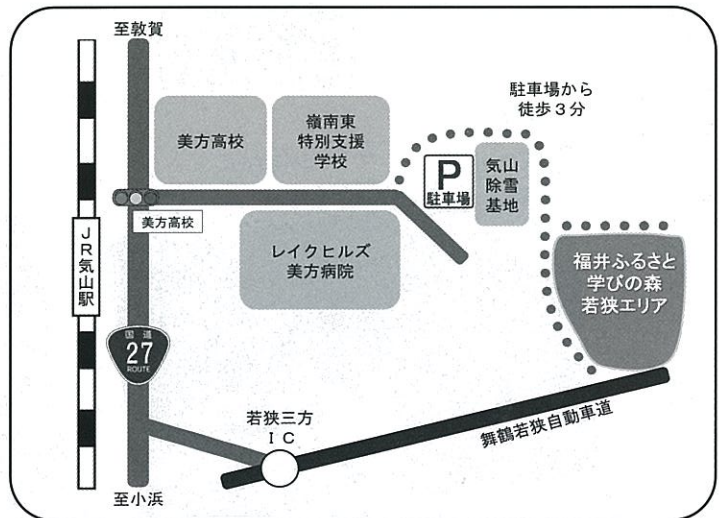 至敦賀
駐車場から
徒歩3分
美方高校
嶺南東
特別支援
学校
P
駐車場
気山
除雪
基地
美方高校
JR気山駅
レイクヒルズ
美方病院
福井ふるさと
学びの森
若狭エリア
国道
27
ROUTE
若狭三方
IC
舞鶴若狭自動車道
至小浜